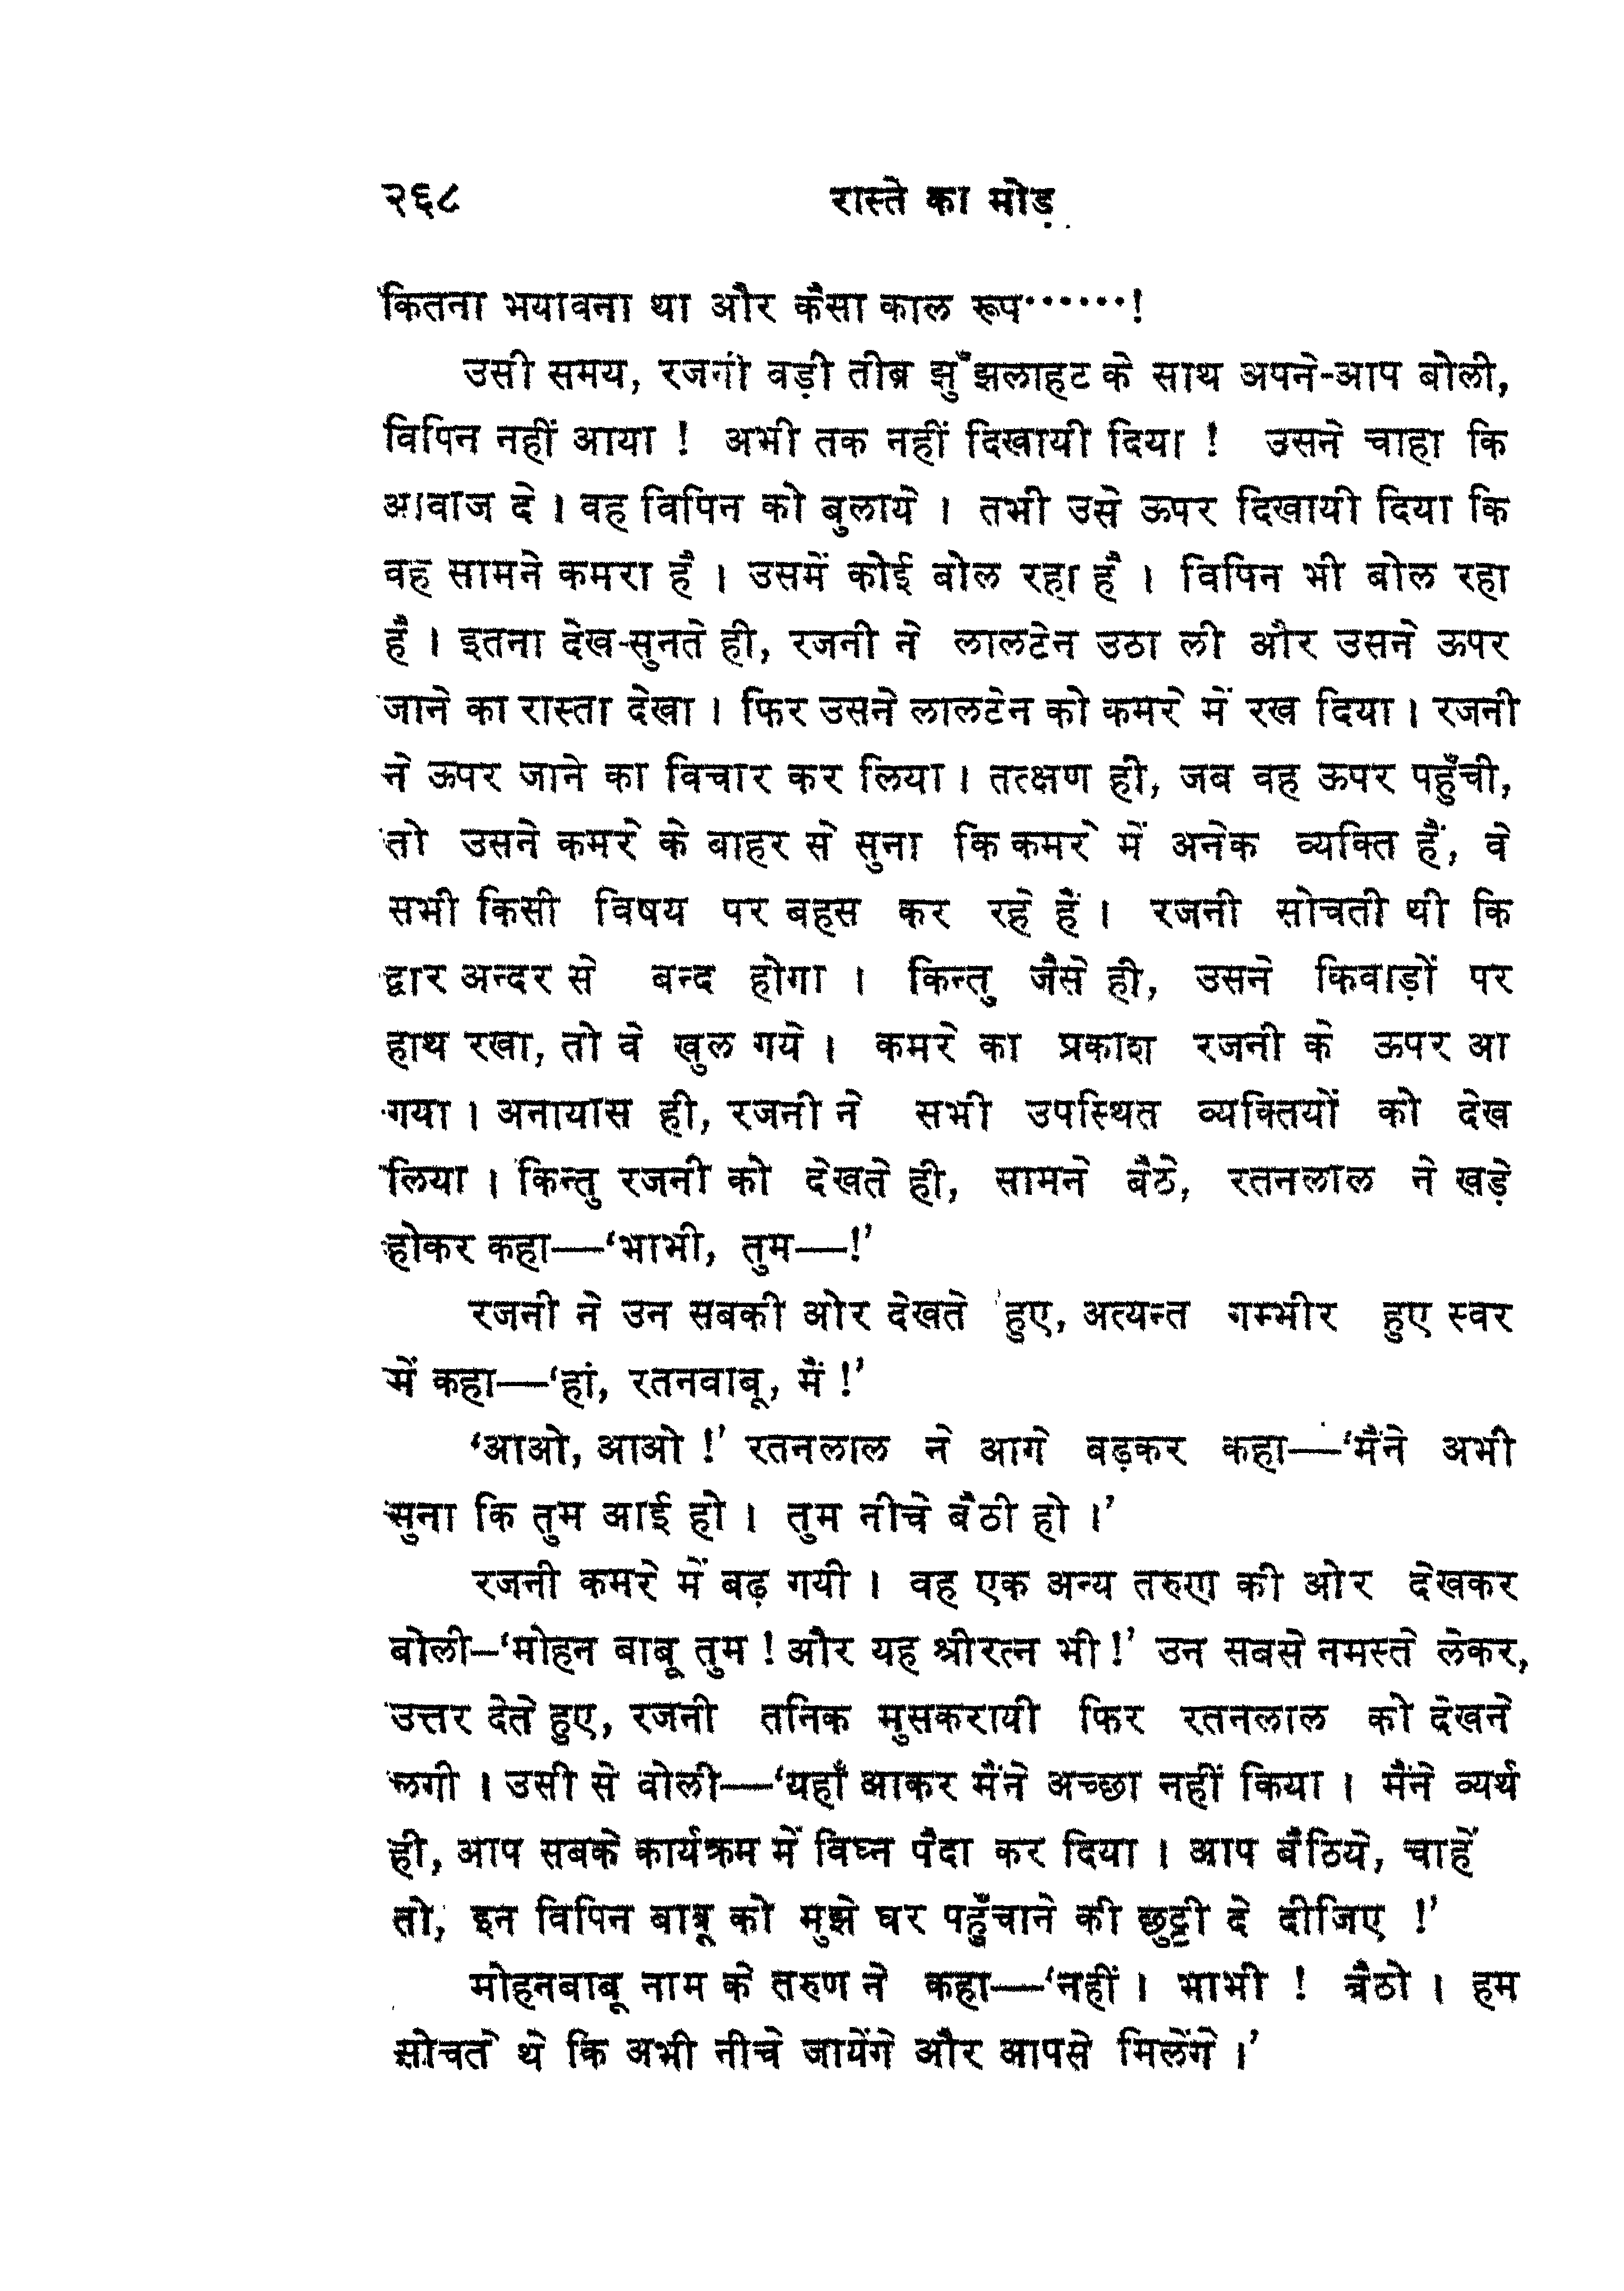 २६८ रास्ते का मोड़
कितना भयावना था और कैसा काल रूप······!
उसी समय, रजनी वड़ी तीब्र झुँझलाहट के साथ अपने-आप बोली,
विपिन नहीं आया ! अभी तक नहीं दिखायी दिया ! उसने चाहा कि
आवाज दे । वह विपिन को बुलाये । तभी उसे ऊपर दिखायी दिया कि
वह सामने कमरा है । उसमें कोई बोल रहा है । विपिन भी बोल रहा
है । इतना देख-सुनते ही, रजनी ने लालटेन उठा ली और उसने ऊपर
जाने का रास्ता देखा । फिर उसने लालटेन को कमरे में रख दिया । रजनी
ने ऊपर जाने का विचार कर लिया । तत्क्षण ही, जब वह ऊपर पहुँची,
तो उसने कमरे के बाहर से सुना कि कमरे में अनेक व्यक्ति हैं, वे
सभी किसी विषय पर बहस कर रहे हैं । रजनी सोचती थी कि
द्वार अन्दर से बन्द होगा । किन्तु जैसे ही, उसने किवाड़ों पर
हाथ रखा, तो वे खुल गये । कमरे का प्रकाश रजनी के ऊपर आ
गया । अनायास ही, रजनी ने सभी उपस्थित व्यक्तियों को देख
लिया । किन्तु रजनी को देखते ही, सामने बैठे, रतनलाल ने खड़े
होकर कहा—‘भाभी, तुम—!’
रजनी ने उन सबकी ओर देखते हुए, अत्यन्त गम्भीर हुए स्वर
में कहा—‘हां, रतनवाबू, मैं !’
‘आओ, आओ !’ रतनलाल ने आगे वड़कर कहा—‘मैंने अभी
सुना कि तुम आई हो । तुम नीचे बैठी हो ।’
रजनी कमरे में बढ़ गयी । वह एक अन्य तरुण की ओर देखकर
बोली–‘मोहन बाबू तुम ! और यह श्रीरत्न भी !’ उन सबसे नमस्ते लेकर,
उत्तर देते हुए, रजनी तनिक मुसकरायी फिर रतनलाल को देखने
लगी । उसी से वोली—‘यहाँ आकर मैंने अच्छा नहीं किया । मैंने व्यर्थ
ही, आप सबके कार्यक्रम में विघ्न पैदा कर दिया । आप बैठिये, चाहें
तो, इन विपिन बाबू को मुझे घर पहुँचाने की छुट्टी दे दीजिए !’
मोहनबाबू नाम के तरुण ने कहा—‘नहीं । भाभी ! बैठो । हम
सोचते थे कि अभी नीचे जायेंगे और आपसे मिलेंगे ।’